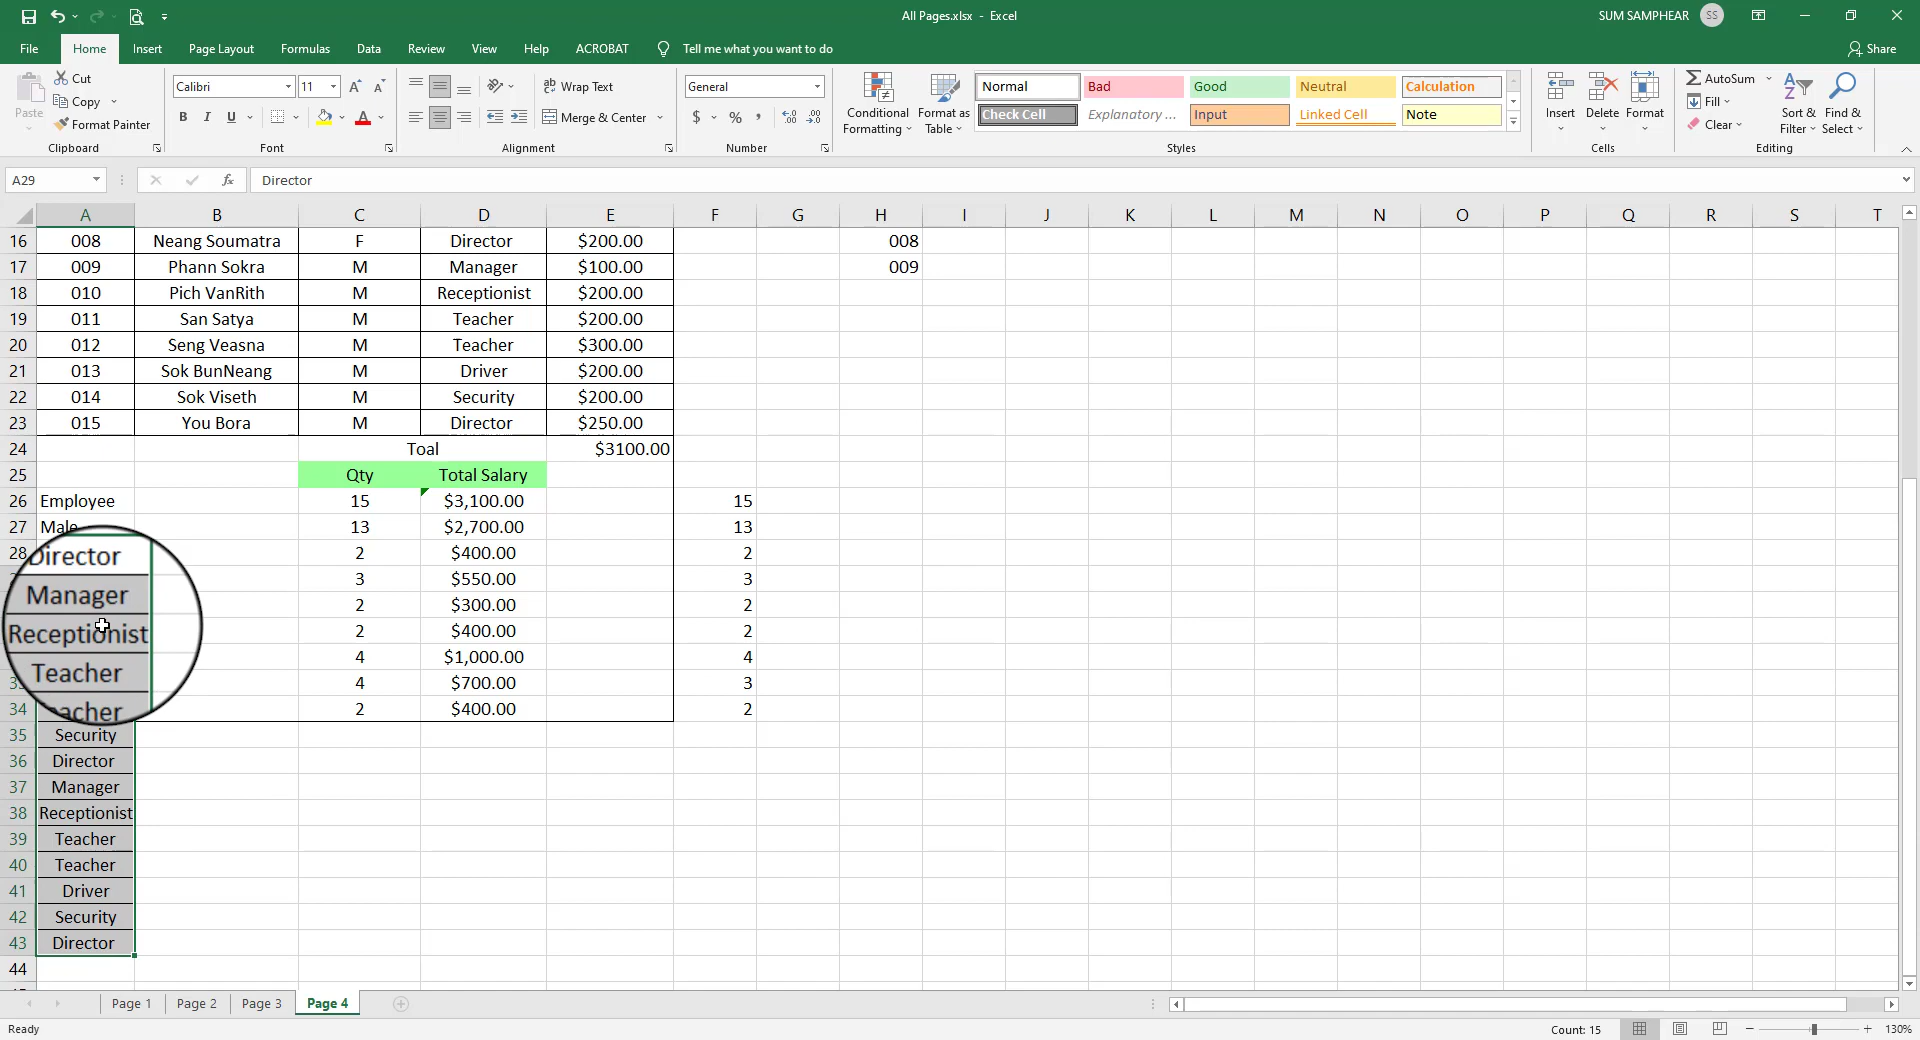 All Pages.xlsx - Excel
SUM SAMPHEAR SS
File Home Insert Page Layout Formulas Data Review View Help ACROBAT Tell me what you want to do Share
Paste Cut Copy Format Painter
Clipboard
Calibri 11 B I U
Font
Wrap Text Merge & Center
Alignment
General $ % ,
Number
Conditional Formatting Format as Table
Normal Bad Good Neutral Calculation
Check Cell Explanatory ... Input Linked Cell Note
Styles
Insert Delete Format
Cells
AutoSum Fill Clear Sort & Filter Find & Select
Editing
A29 fx Director
A B C D E F G H I J K L M N O P Q R S T
16 008 Neang Soumatra F Director $200.00 008
17 009 Phann Sokra M Manager $100.00 009
18 010 Pich VanRith M Receptionist $200.00
19 011 San Satya M Teacher $200.00
20 012 Seng Veasna M Teacher $300.00
21 013 Sok BunNeang M Driver $200.00
22 014 Sok Viseth M Security $200.00
23 015 You Bora M Director $250.00
24 Toal $3100.00
25 Qty Total Salary
26 Employee 15 $3,100.00 15
27 Male 13 $2,700.00 13
28 Director 2 $400.00 2
Manager 3 $550.00 3
2 $300.00 2
Receptionist 2 $400.00 2
Teacher 4 $1,000.00 4
4 $700.00 3
34 2 $400.00 2
35 Security
36 Director
37 Manager
38 Receptionist
39 Teacher
40 Teacher
41 Driver
42 Security
43 Director
44
Page 1 Page 2 Page 3 Page 4
Ready Count: 15 130%